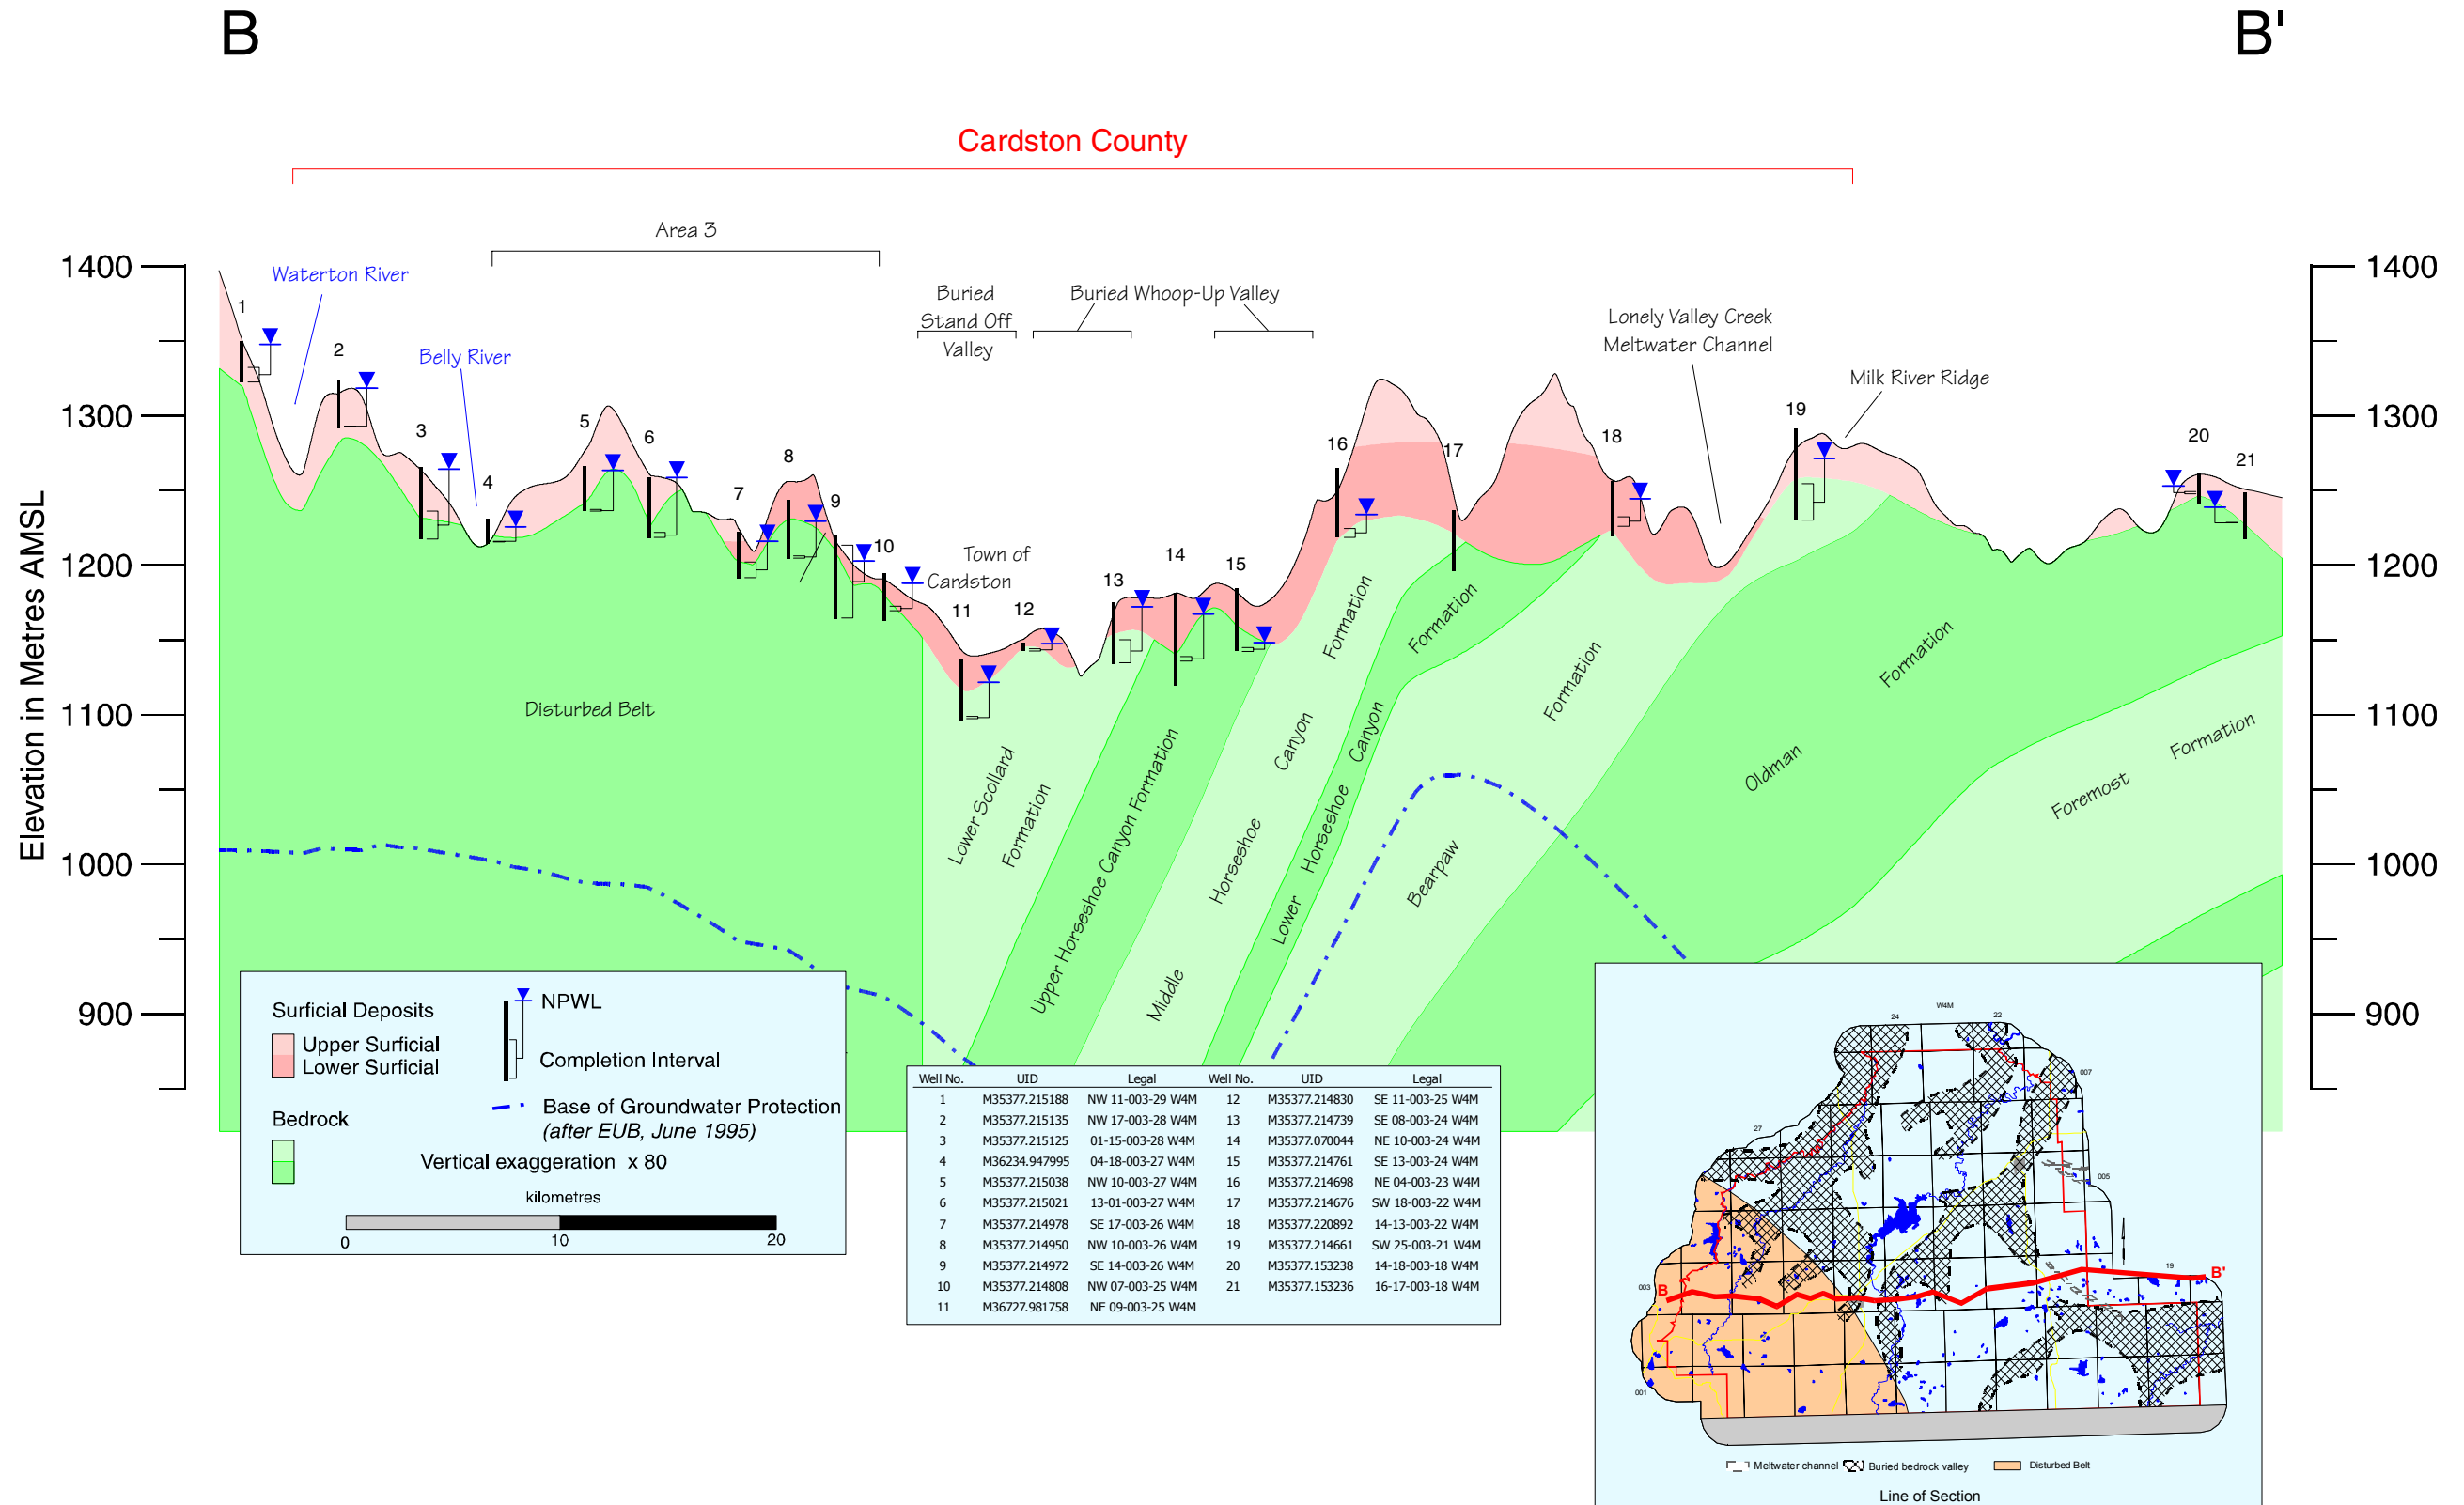 B
B'
Cardston County
Area 3
1400
1400
Waterton River
Buried
Stand Off
Valley
Buried Whoop-Up Valley
Lonely Valley Creek
Meltwater Channel
Belly River
Milk River Ridge
1
2
3
4
5
6
7
8
9
10
11
12
13
14
15
16
17
18
19
20
21
1300
1300
1200
1200
Town of
Cardston
Elevation in Metres AMSL
1100
1100
1000
1000
900
900
Disturbed Belt
Lower Scollard
Formation
Upper Horseshoe Canyon Formation
Middle Horseshoe Canyon Formation
Lower Horseshoe Canyon Formation
Bearpaw Formation
Oldman Formation
Foremost Formation
Surficial Deposits
Upper Surficial
Lower Surficial
Bedrock
NPWL
Completion Interval
Base of Groundwater Protection
(after EUB, June 1995)
Vertical exaggeration x 80
kilometres
0 10 20
Well No. UID Legal Well No. UID Legal
1 M35377.215188 NW 11-003-29 W4M 12 M35377.214830 SE 11-003-25 W4M
2 M35377.215135 NW 17-003-28 W4M 13 M35377.214739 SE 08-003-24 W4M
3 M35377.215125 01-15-003-28 W4M 14 M35377.070044 NE 10-003-24 W4M
4 M36234.947995 04-18-003-27 W4M 15 M35377.214761 SE 13-003-24 W4M
5 M35377.215038 NW 10-003-27 W4M 16 M35377.214698 NE 04-003-23 W4M
6 M35377.215021 13-01-003-27 W4M 17 M35377.214676 SW 18-003-22 W4M
7 M35377.214978 SE 17-003-26 W4M 18 M35377.220892 14-13-003-22 W4M
8 M35377.214950 NW 10-003-26 W4M 19 M35377.214661 SW 25-003-21 W4M
9 M35377.214972 SE 14-003-26 W4M 20 M35377.153238 14-18-003-18 W4M
10 M35377.214808 NW 07-003-25 W4M 21 M35377.153236 16-17-003-18 W4M
11 M36727.981758 NE 09-003-25 W4M
W4M
24
22
007
27
005
19
003
B
B'
001
Meltwater channel
Buried bedrock valley
Disturbed Belt
Line of Section